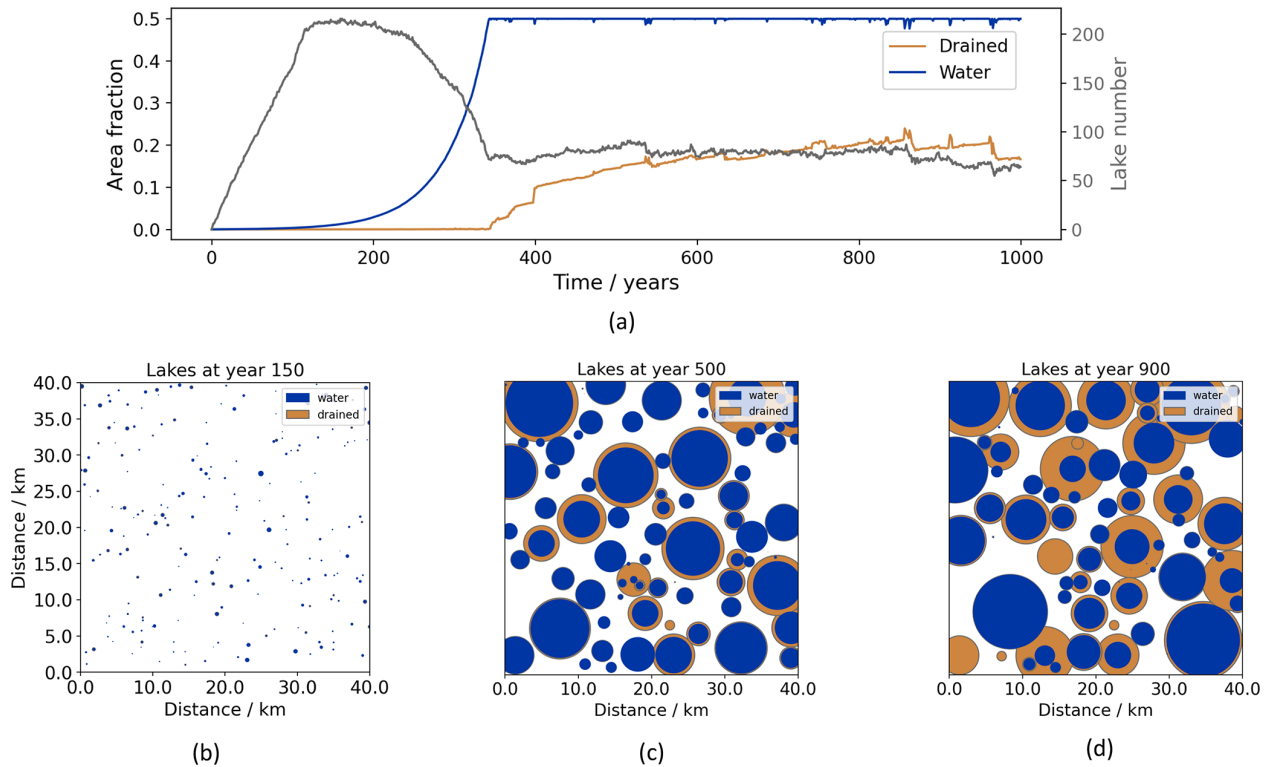 0.5
0.4
0.3
0.2
0.1
0.0
Area fraction
Drained
Water
200
150
100
50
0
Lake number
0
200
400
600
800
1000
Time / years
(a)
Lakes at year 150
40.0
35.0
30.0
25.0
20.0
15.0
10.0
5.0
0.0
Distance / km
water
drained
0.0
10.0
20.0
30.0
40.0
Distance / km
(b)
Lakes at year 500
water
drained
0.0
10.0
20.0
30.0
40.0
Distance / km
(c)
Lakes at year 900
water
drained
0.0
10.0
20.0
30.0
40.0
Distance / km
(d)